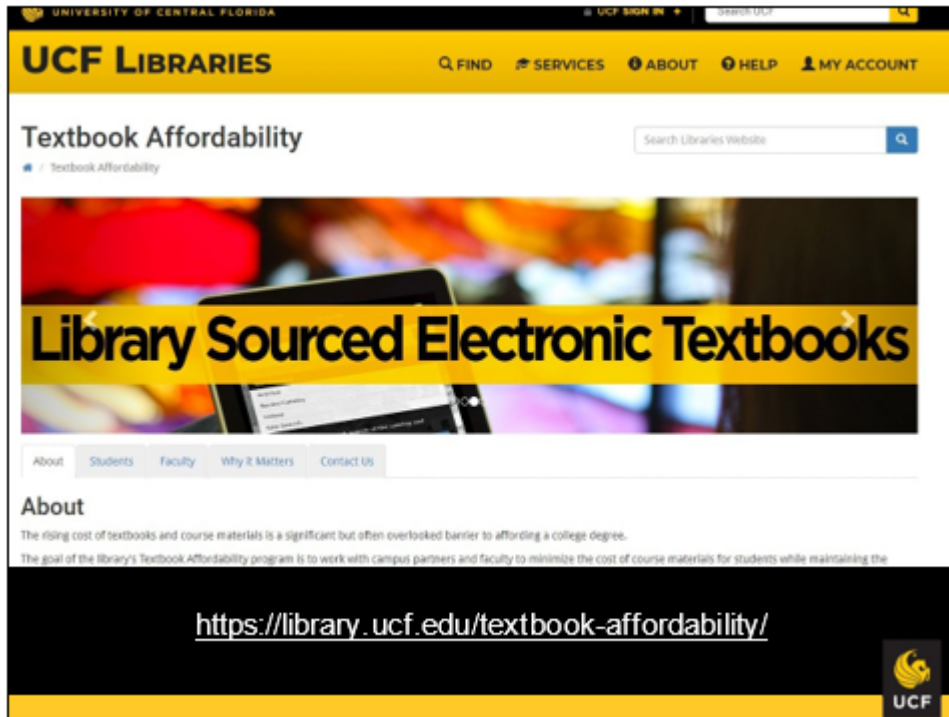 UNIVERSITY OF CENTRAL FLORIDA
UCF SIGN IN
Search UCF
UCF LIBRARIES
FIND SERVICES ABOUT HELP MY ACCOUNT
Textbook Affordability
Search Libraries Website
/ Textbook Affordability
Library Sourced Electronic Textbooks
About Students Faculty Why it Matters Contact Us
About
The rising cost of textbooks and course materials is a significant but often overlooked barrier to affording a college degree.
The goal of the library's Textbook Affordability program is to work with campus partners and faculty to minimize the cost of course materials for students while maintaining the
https://library.ucf.edu/textbook-affordability/
UCF